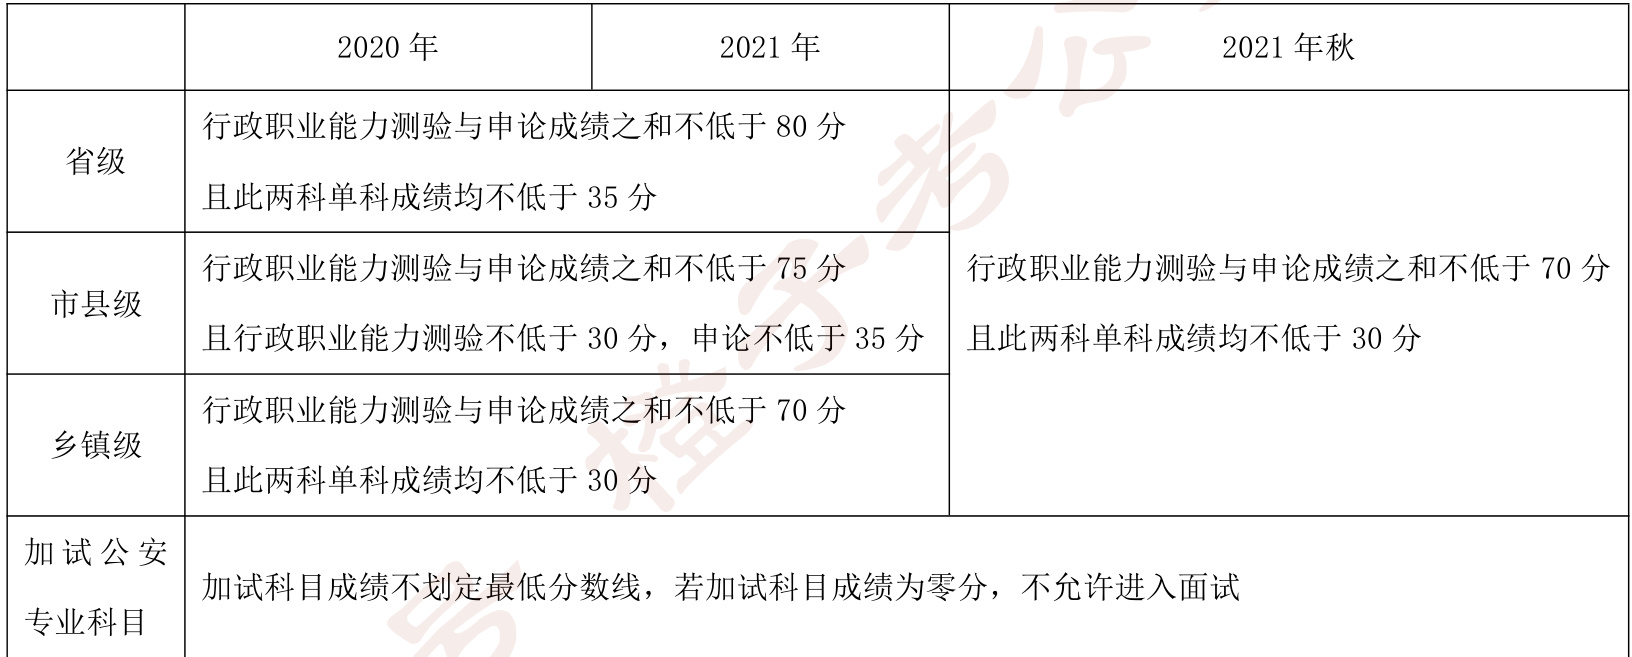 2020 年 2021 年 2021 年秋
省级
行政职业能力测验与申论成绩之和不低于 80 分
且此两科单科成绩均不低于 35 分
市县级
行政职业能力测验与申论成绩之和不低于 75 分
且行政职业能力测验不低于 30 分，申论不低于 35 分
乡镇级
行政职业能力测验与申论成绩之和不低于 70 分
且此两科单科成绩均不低于 30 分
行政职业能力测验与申论成绩之和不低于 70 分
且此两科单科成绩均不低于 30 分
加试公安
专业科目
加试科目成绩不划定最低分数线，若加试科目成绩为零分，不允许进入面试
号 橙子考公